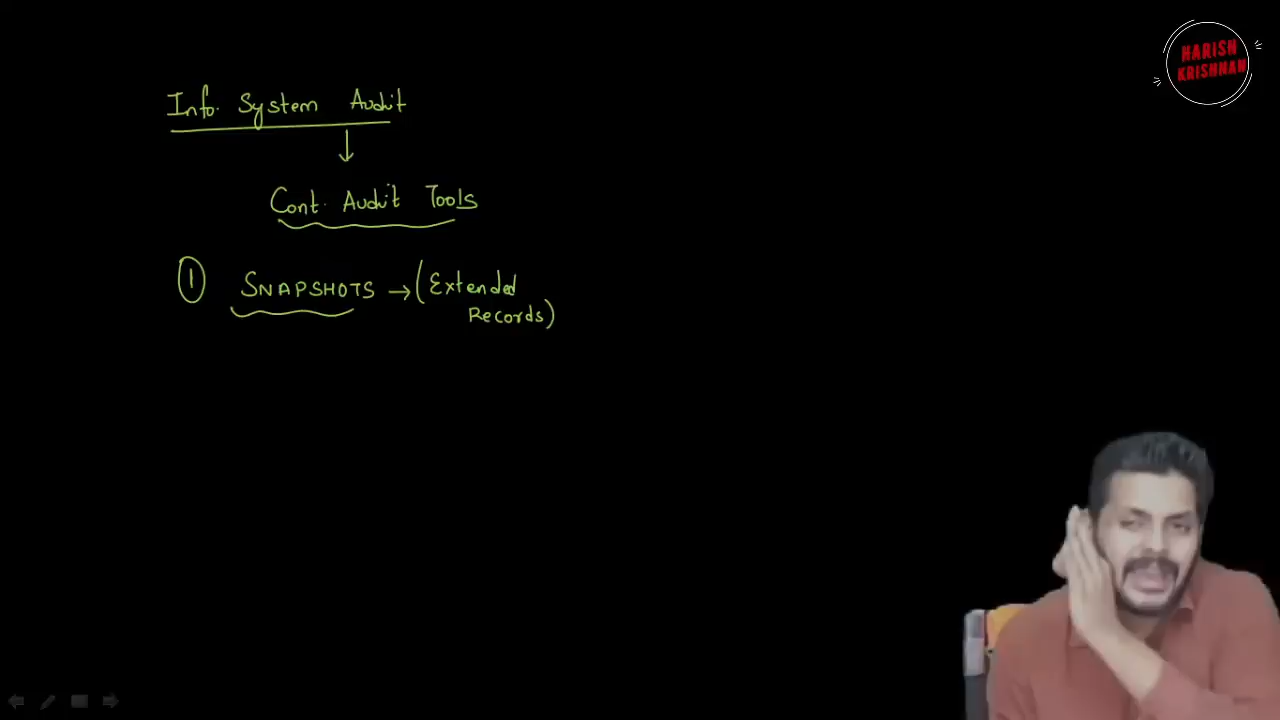 HARISH
KRISHNAN
Info. System Audit
Cont. Audit Tools
1 SNAPSHOTS → (Extended
Records)